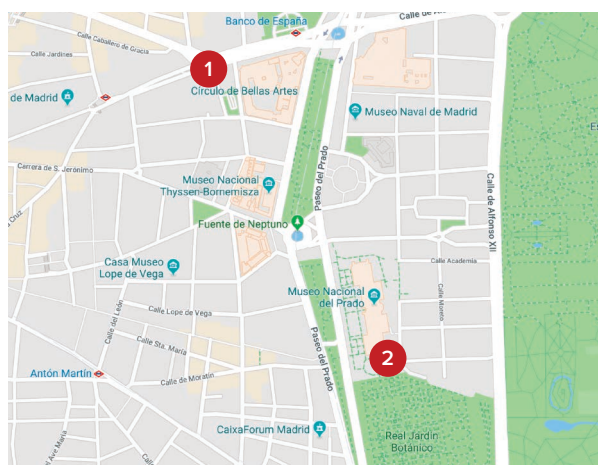 Banco de España
Calle de A
Calle Caballero de Gracia
Calle Jardines
1
Círculo de Bellas Artes
de Madrid
Museo Naval de Madrid
Carrera de S. Jerónimo
Paseo del Prado
Calle de Alfonso XII
Museo Nacional
Thyssen-Bornemisza
Cruz
Fuente de Neptuno
Casa Museo
Lope de Vega
Calle Academia
Museo Nacional
del Prado
Calle Moreto
Calle del León
Calle Lope de Vega
Paseo del Prado
Calle Sta. María
2
Antón Martín
Calle de Moratín
CaixaForum Madrid
Real Jardín
Botánico
Ave María
E